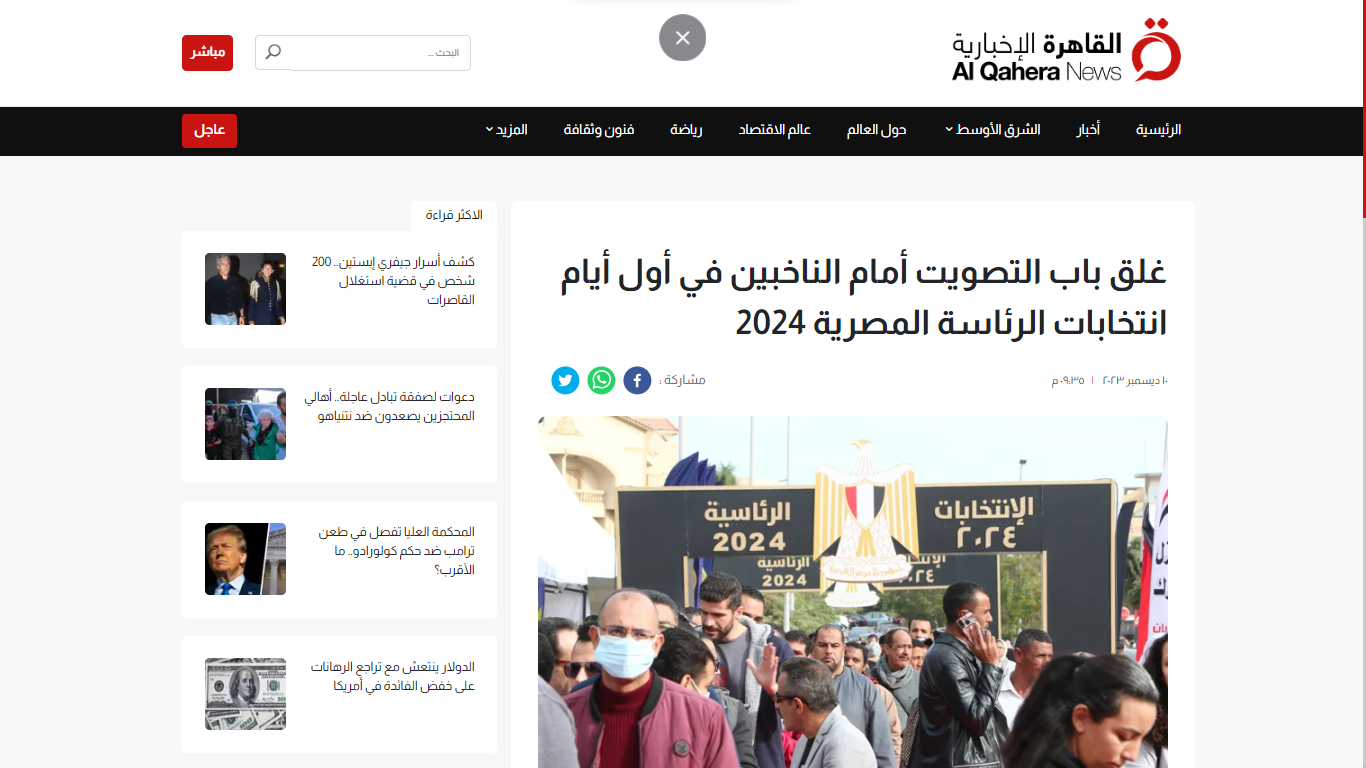 القاهرة الإخبارية
Al Qahera News
البحث ...
مباشر
الرئيسية
أخبار
الشرق الأوسط
حول العالم
عالم الاقتصاد
رياضة
فنون وثقافة
المزيد
عاجل
غلق باب التصويت أمام الناخبين في أول أيام
انتخابات الرئاسة المصرية 2024
١٠ ديسمبر ٢٠٢٣ | ٠٩:٣٥ م
مشاركة :
الإنتخابات الرئاسية
٢٠٢٤ 2024
الرئاسية
٢٠٢٤ 2024
الاكثر قراءة
كشف أسرار جيفري إبستين.. 200
شخص في قضية استغلال
القاصرات
دعوات لصفقة تبادل عاجلة.. أهالي
المحتجزين يصعدون ضد نتنياهو
المحكمة العليا تفصل في طعن
ترامب ضد حكم كولورادو.. ما
الأقرب؟
الدولار ينتعش مع تراجع الرهانات
على خفض الفائدة في أمريكا